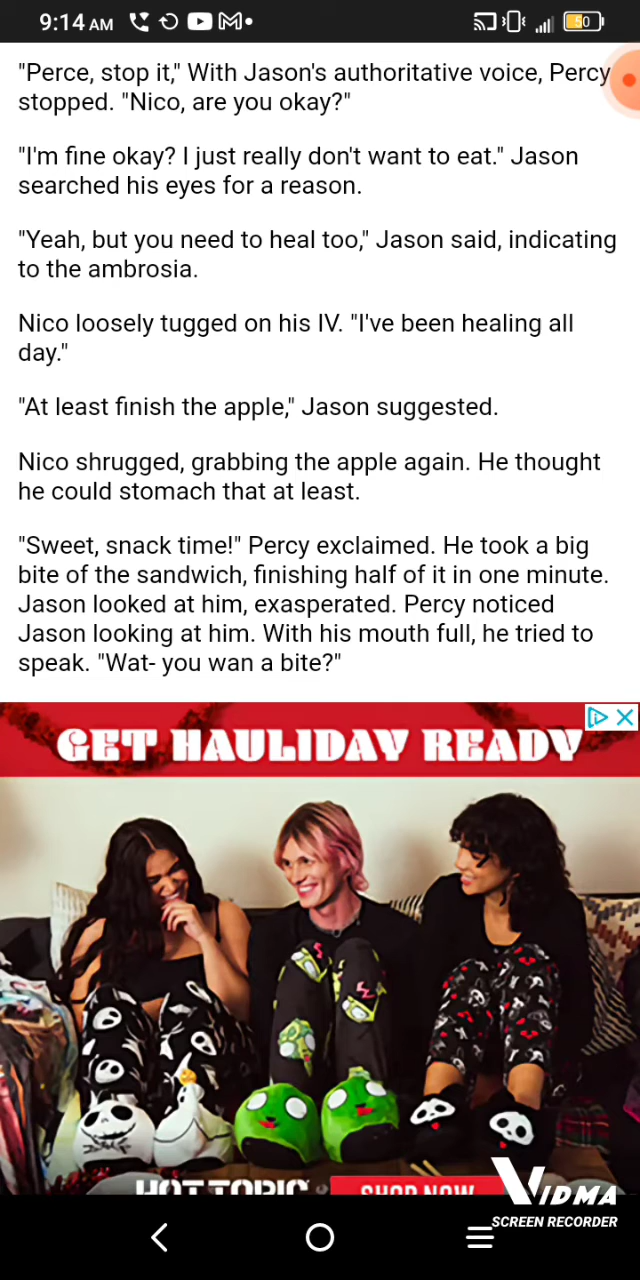 9:14 AM
50
"Perce, stop it," With Jason's authoritative voice, Percy
stopped. "Nico, are you okay?"
"I'm fine okay? I just really don't want to eat." Jason
searched his eyes for a reason.
"Yeah, but you need to heal too," Jason said, indicating
to the ambrosia.
Nico loosely tugged on his IV. "I've been healing all
day."
"At least finish the apple," Jason suggested.
Nico shrugged, grabbing the apple again. He thought
he could stomach that at least.
"Sweet, snack time!" Percy exclaimed. He took a big
bite of the sandwich, finishing half of it in one minute.
Jason looked at him, exasperated. Percy noticed
Jason looking at him. With his mouth full, he tried to
speak. "Wat- you wan a bite?"
GET HAULIDAY READY
HOT TOPIC
SHOP NOW
VIDMA
SCREEN RECORDER